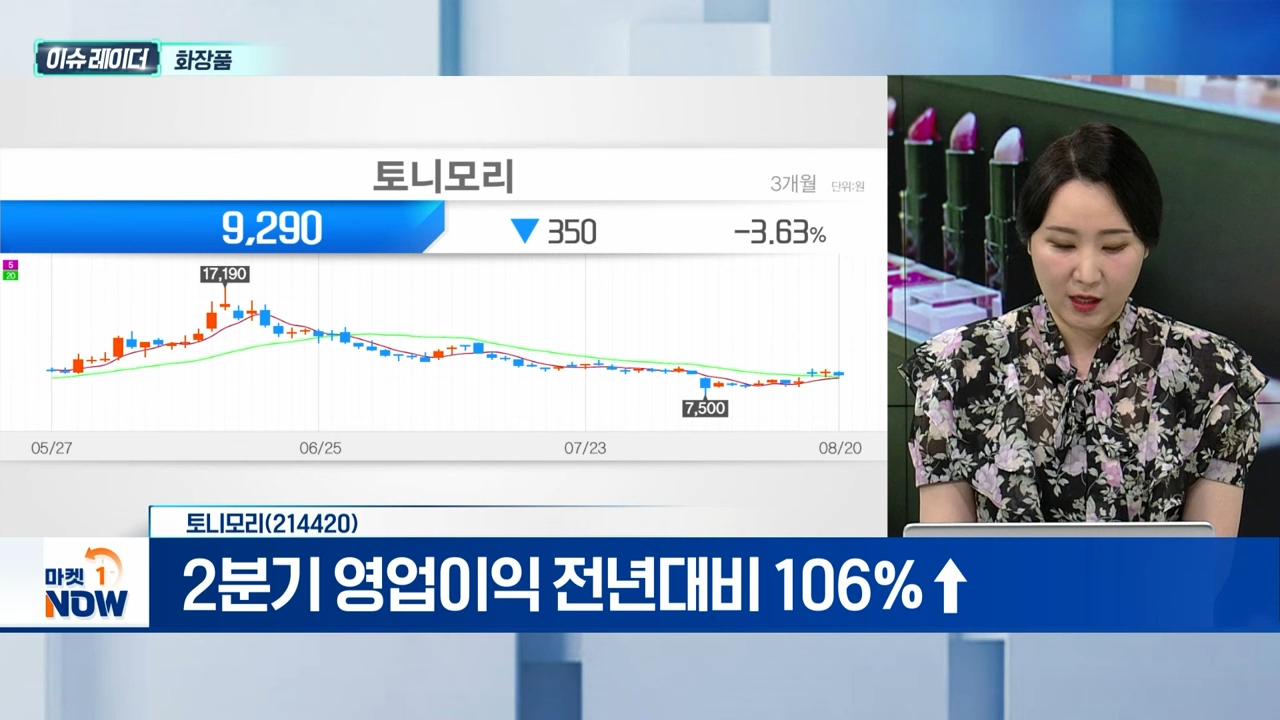 이슈 레이더 화장품
토니모리
3개월 단위:원
9,290 ▼ 350 -3.63%
5
20
17,190
7,500
05/27 06/25 07/23 08/20
토니모리(214420)
마켓 1
NOW
2분기 영업이익 전년대비 106%⬆